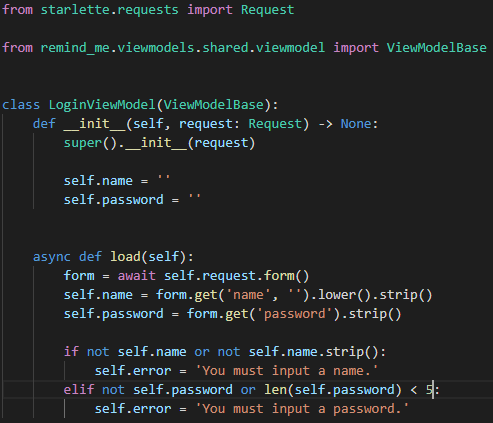 from starlette.requests import Request
from remind_me.viewmodels.shared.viewmodel import ViewModelBase
class LoginViewModel(ViewModelBase):
    def __init__(self, request: Request) -> None:
        super().__init__(request)
        self.name = ''
        self.password = ''
    async def load(self):
        form = await self.request.form()
        self.name = form.get('name', '').lower().strip()
        self.password = form.get('password').strip()
        if not self.name or not self.name.strip():
            self.error = 'You must input a name.'
        elif not self.password or len(self.password) < 5:
            self.error = 'You must input a password.'